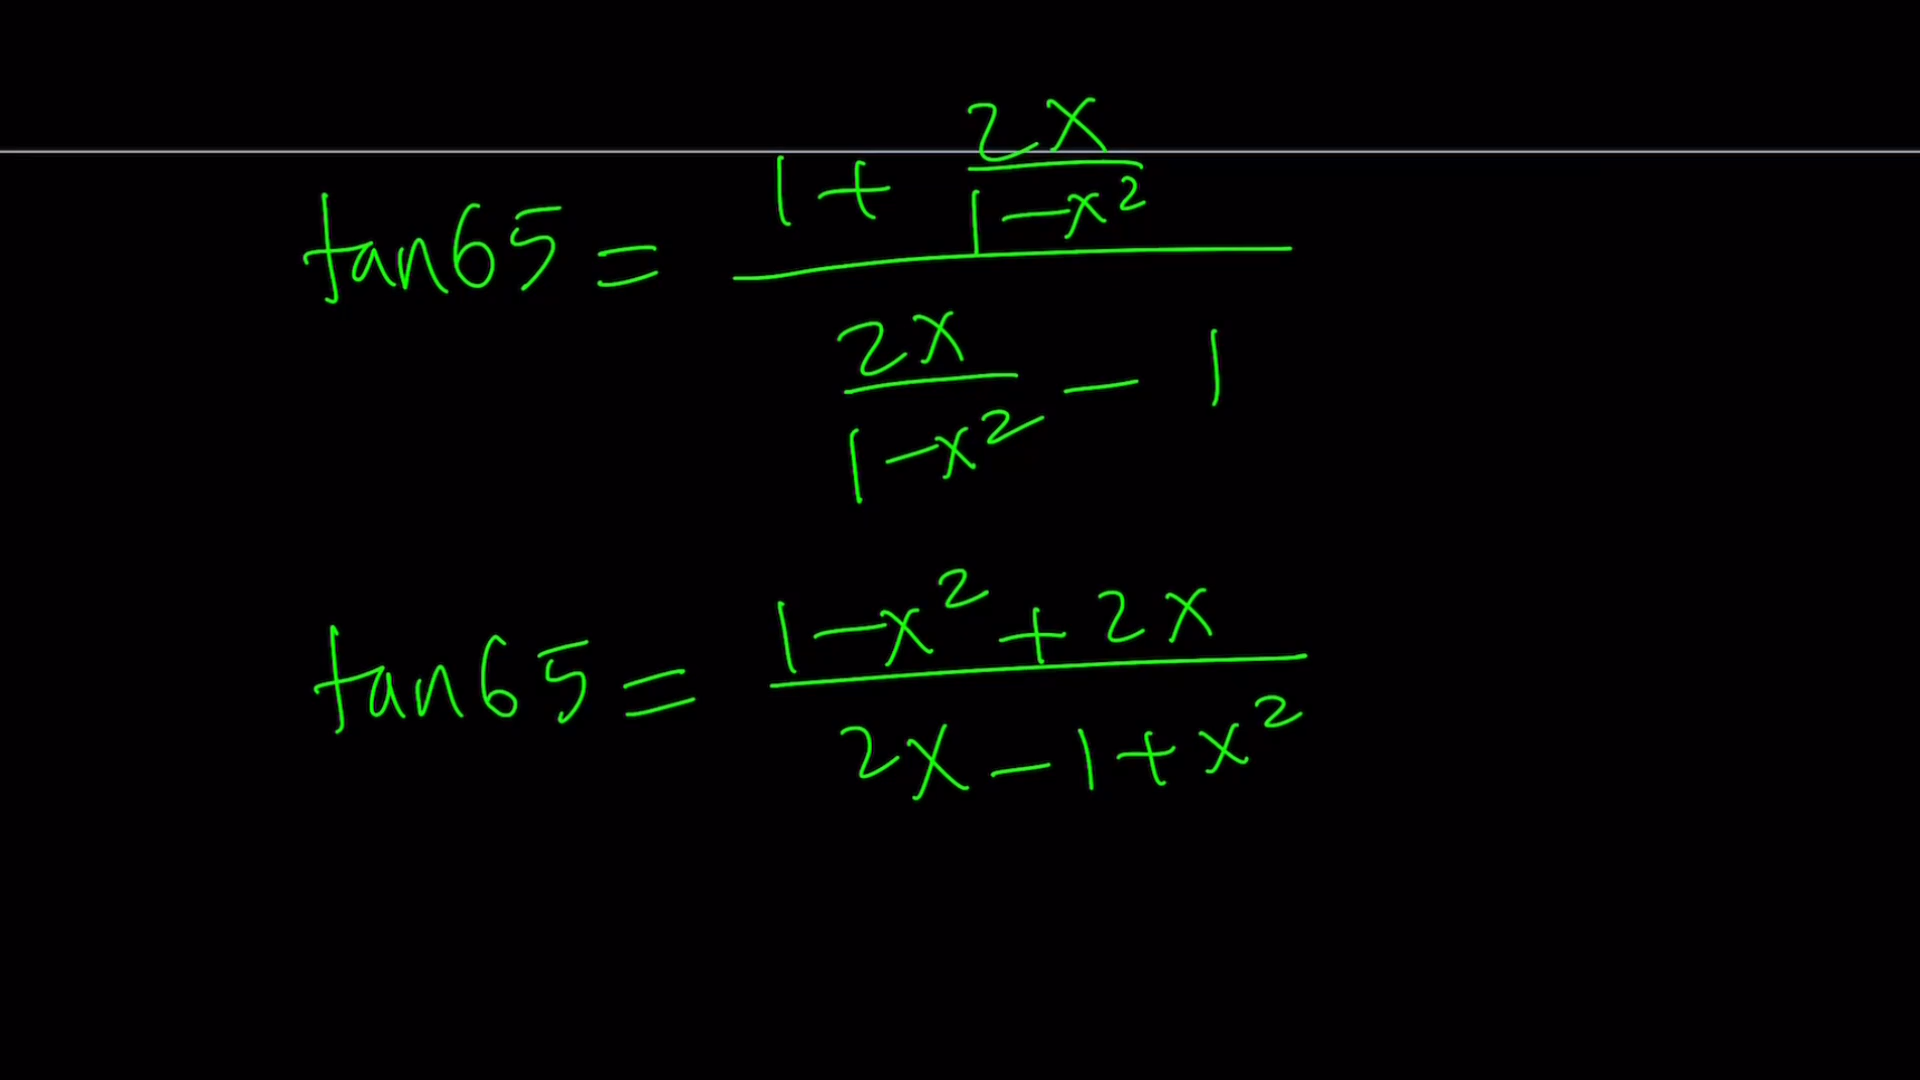 tan65 = (1 + 2x/(1-x²)) / (2x/(1-x²) - 1)
tan65 = (1-x²+2x) / (2x-1+x²)